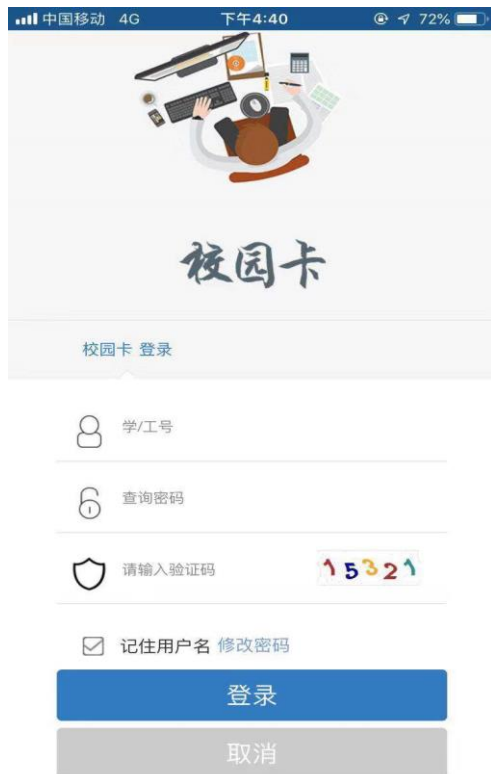 中国移动 4G 下午4:40 72%
校园卡
校园卡 登录
学/工号
查询密码
请输入验证码 15321
记住用户名 修改密码
登录
取消